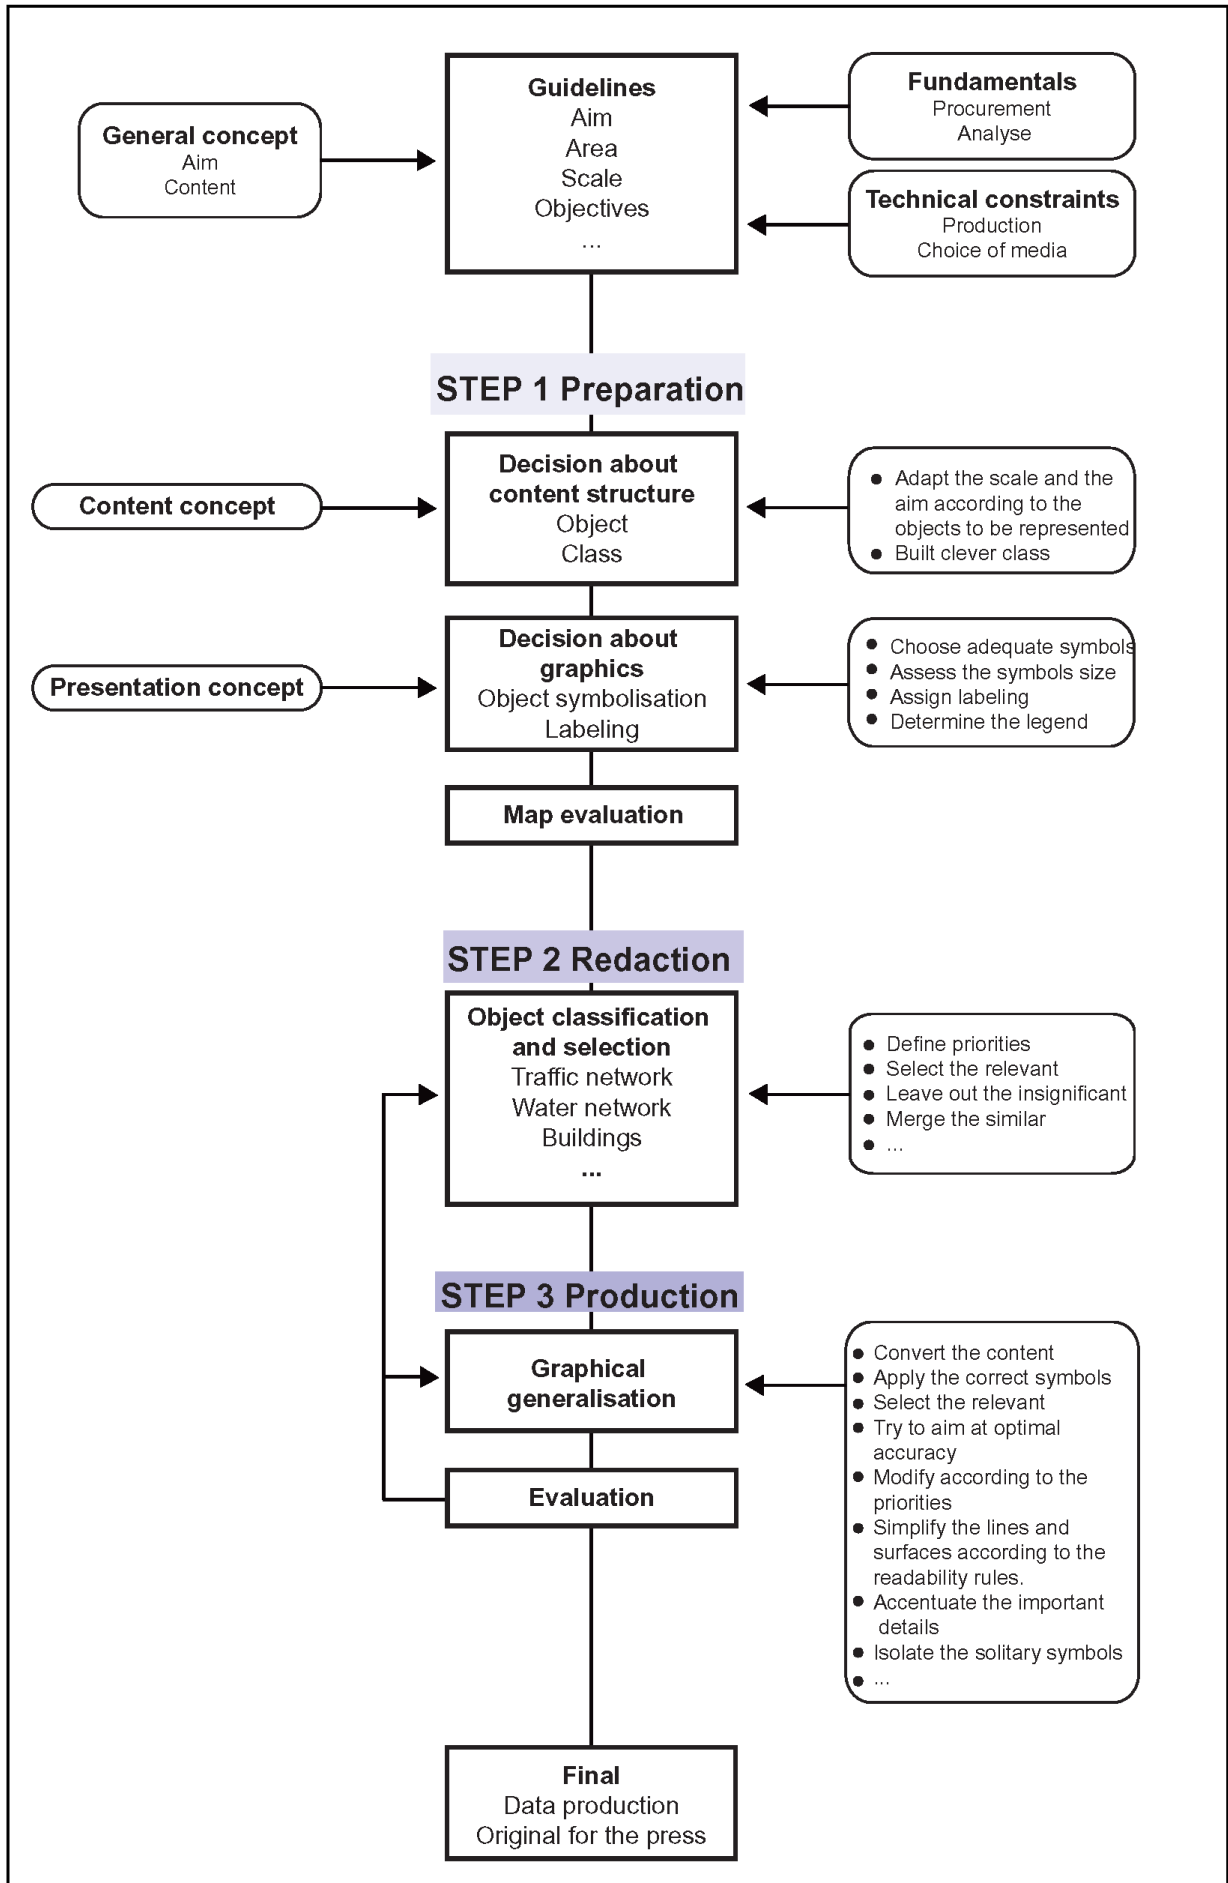 Guidelines
Aim
Area
Scale
Objectives
...
General concept
Aim
Content
Fundamentals
Procurement
Analyse
Technical constraints
Production
Choice of media
STEP 1 Preparation
Decision about
content structure
Object
Class
Content concept
● Adapt the scale and the
aim according to the
objects to be represented
● Built clever class
Decision about
graphics
Object symbolisation
Labeling
Presentation concept
● Choose adequate symbols
● Assess the symbols size
● Assign labeling
● Determine the legend
Map evaluation
STEP 2 Redaction
Object classification
and selection
Traffic network
Water network
Buildings
...
● Define priorities
● Select the relevant
● Leave out the insignificant
● Merge the similar
● ...
STEP 3 Production
Graphical
generalisation
● Convert the content
● Apply the correct symbols
● Select the relevant
● Try to aim at optimal
accuracy
● Modify according to the
priorities
● Simplify the lines and
surfaces according to the
readability rules.
● Accentuate the important
details
● Isolate the solitary symbols
● ...
Evaluation
Final
Data production
Original for the press